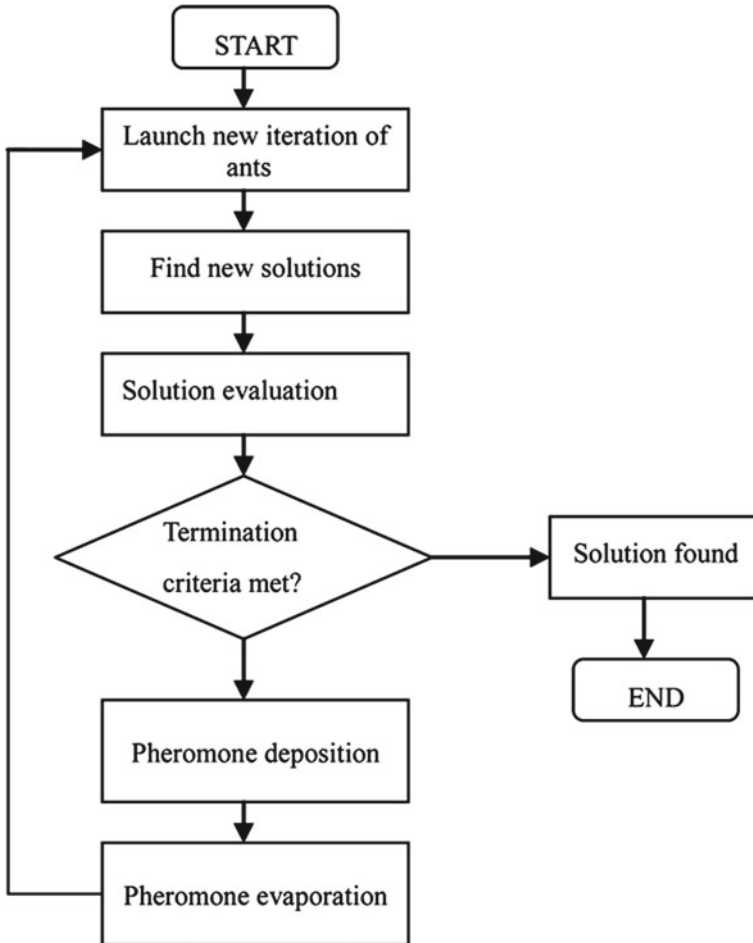 START
Launch new iteration of
ants
Find new solutions
Solution evaluation
Termination
criteria met?
Solution found
END
Pheromone deposition
Pheromone evaporation